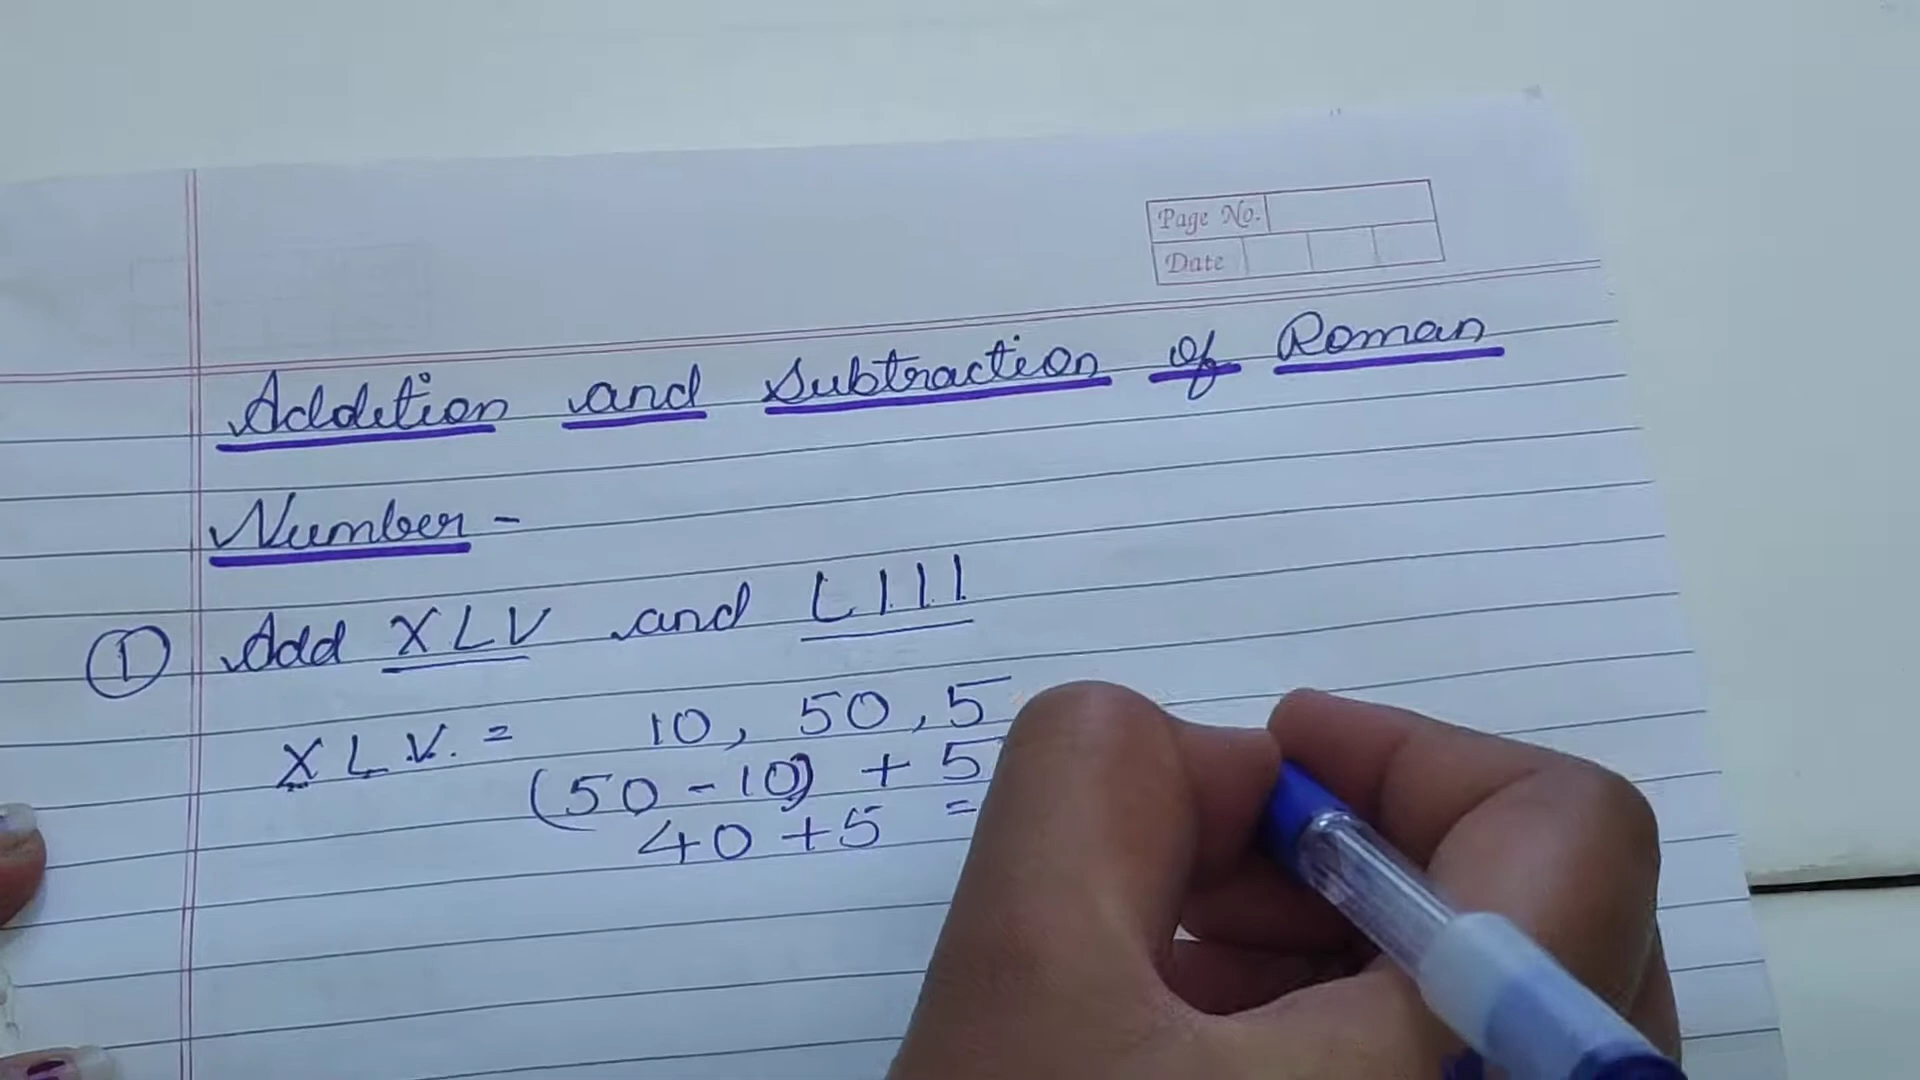 Page No.
Date
Addition and Subtraction of Roman
Number -
① Add XLV and LIII
XLV. = 10, 50, 5
(50 - 10) + 5
40 + 5 =